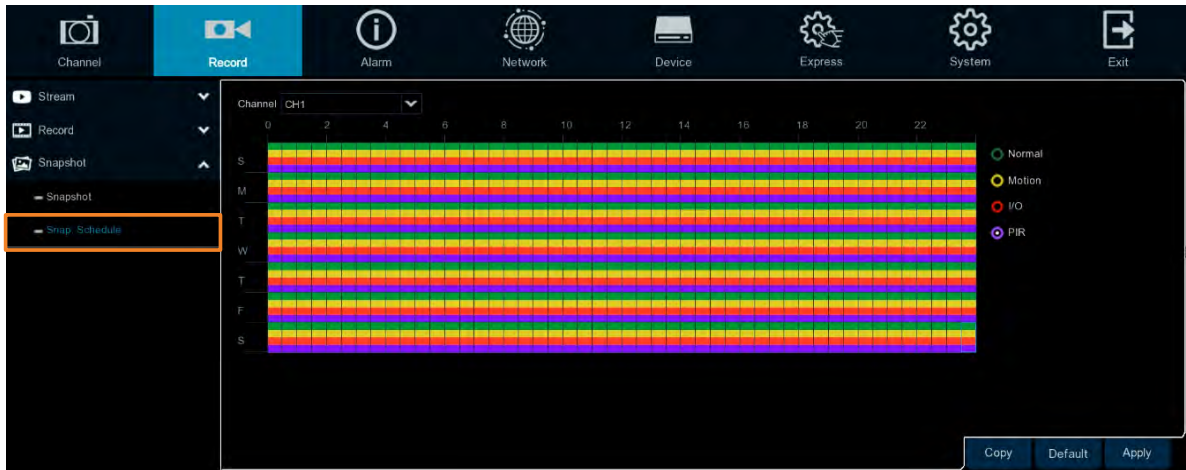 Channel Record Alarm Network Device Express System Exit
Stream
Record
Snapshot
Snapshot
Snap. Schedule
Channel CH1
0 2 4 6 8 10 12 14 16 18 20 22
S
M
T
W
T
F
S
Normal
Motion
I/O
PIR
Copy Default Apply